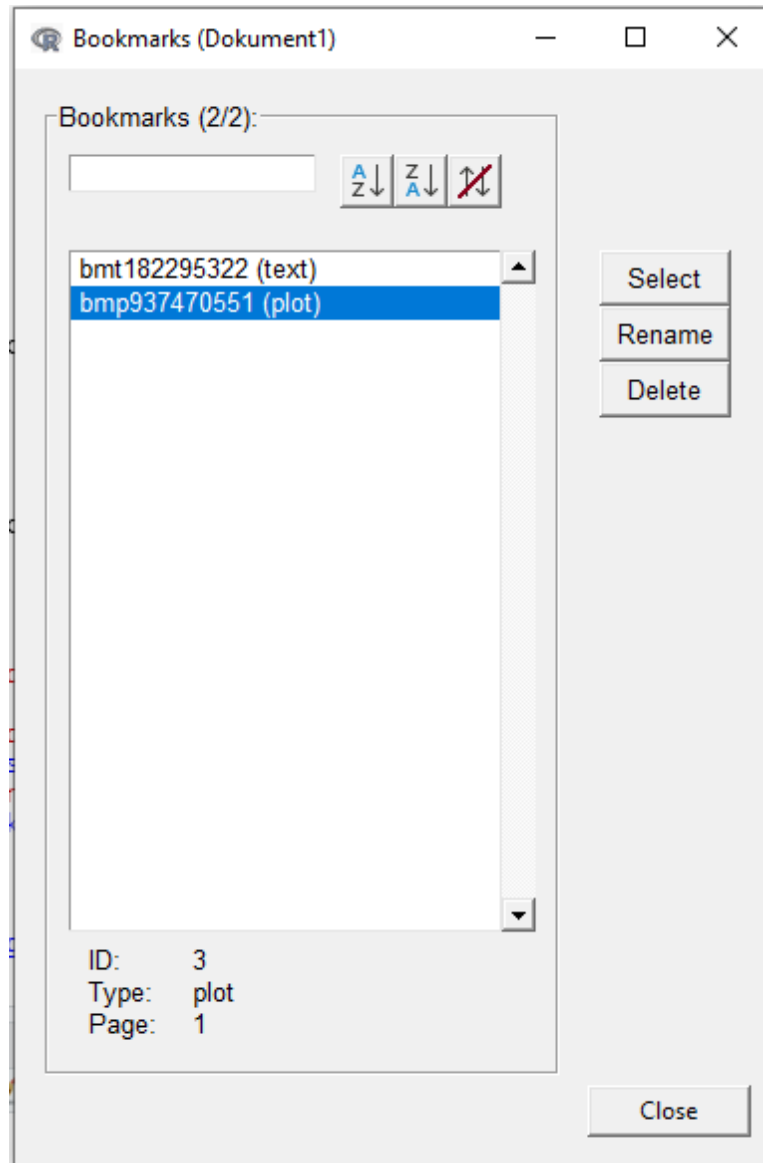 Bookmarks (Dokument1)
Bookmarks (2/2):
bmt182295322 (text)
bmp937470551 (plot)
Select
Rename
Delete
ID: 3
Type: plot
Page: 1
Close